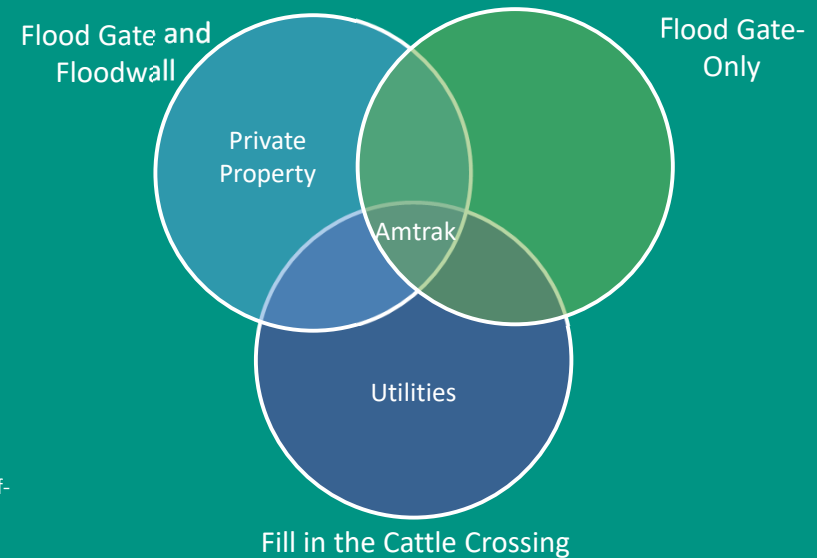 Flood Gate and
Floodwall
Flood Gate-
Only
Private
Property
Amtrak
Utilities
f-
Fill in the Cattle Crossing